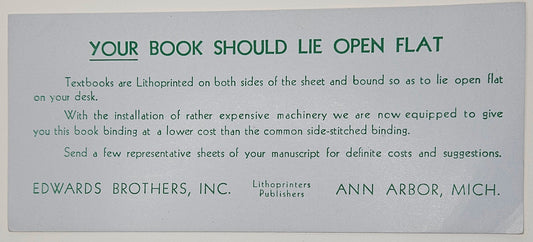 YOUR BOOK SHOULD LIE OPEN FLAT
Textbooks are Lithoprinted on both sides of the sheet and bound so as to lie open flat
on your desk.
With the installation of rather expensive machinery we are now equipped to give
you this book binding at a lower cost than the common side-stitched binding.
Send a few representative sheets of your manuscript for definite costs and suggestions.
EDWARDS BROTHERS, INC. Lithoprinters ANN ARBOR, MICH.
Publishers